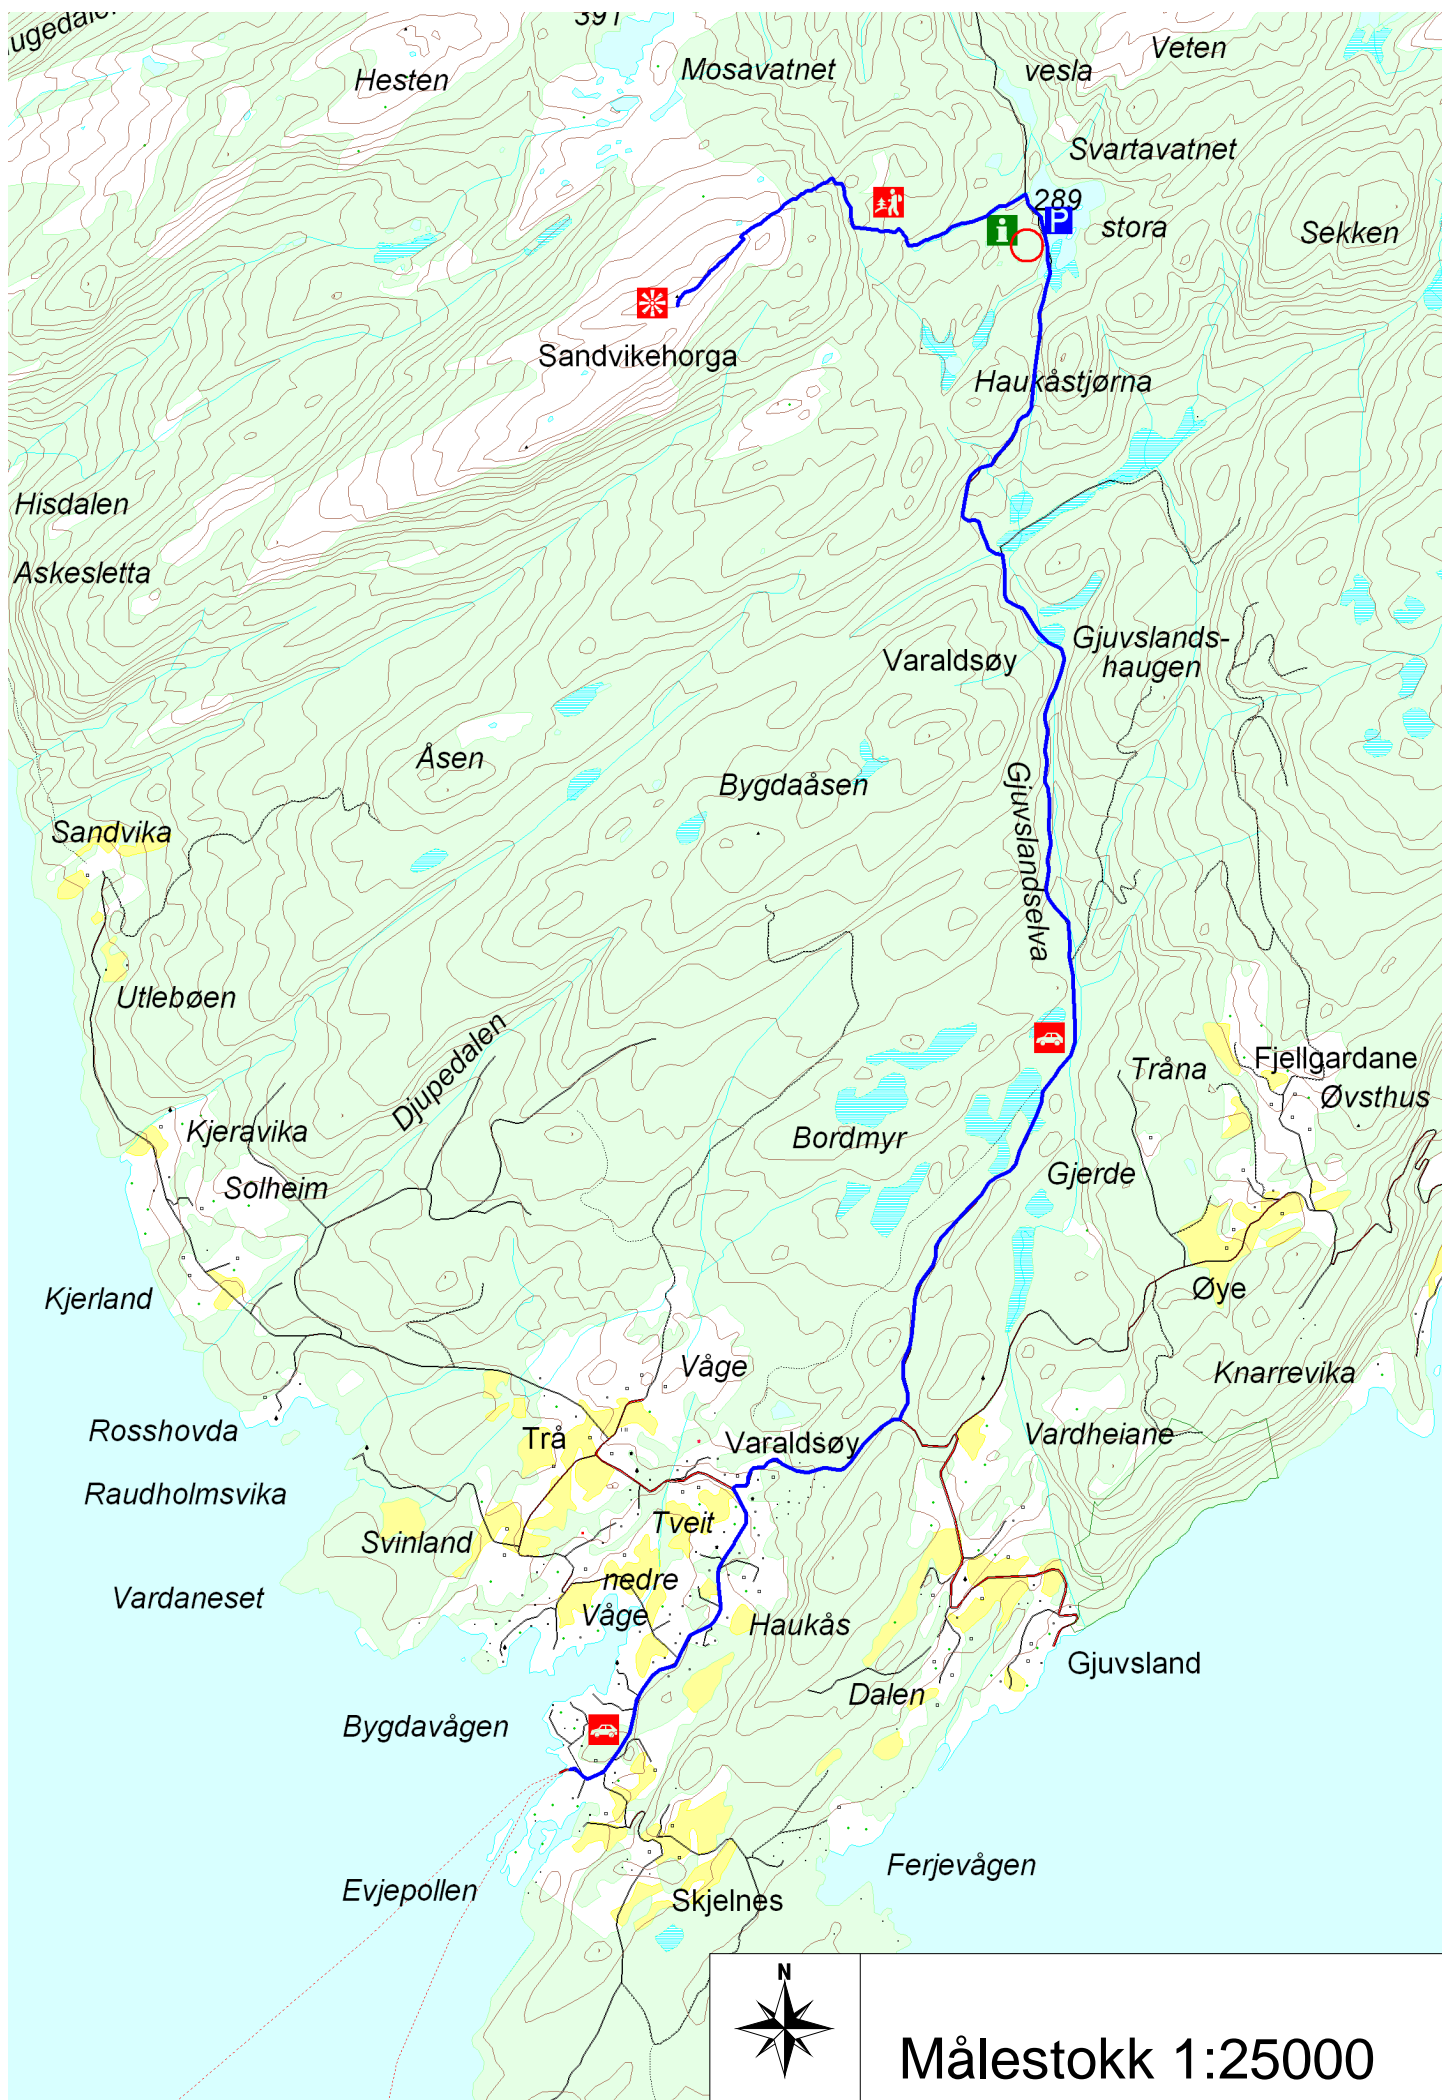 391
Hesten
Mosavatnet
vesla
Veten
Svartavatnet
289
P
stora
Sekken
i
Sandvikehorga
Haukåstjørna
Hisdalen
Askesletta
Varaldsøy
Gjuvslands-
haugen
Åsen
Bygdaåsen
Gjuvslandselva
Sandvika
Utlebøen
Djupedalen
Tråna
Fjellgardane
Øvsthus
Kjeravika
Bordmyr
Solheim
Gjerde
Øye
Kjerland
Våge
Knarrevika
Rosshovda
Trå
Varaldsøy
Vardheiane
Raudholmsvika
Svinland
Tveit
Vardaneset
nedre
Våge
Haukås
Gjuvsland
Dalen
Bygdavågen
Ferjevågen
Evjepollen
Skjelnes
N
Målestokk 1:25000